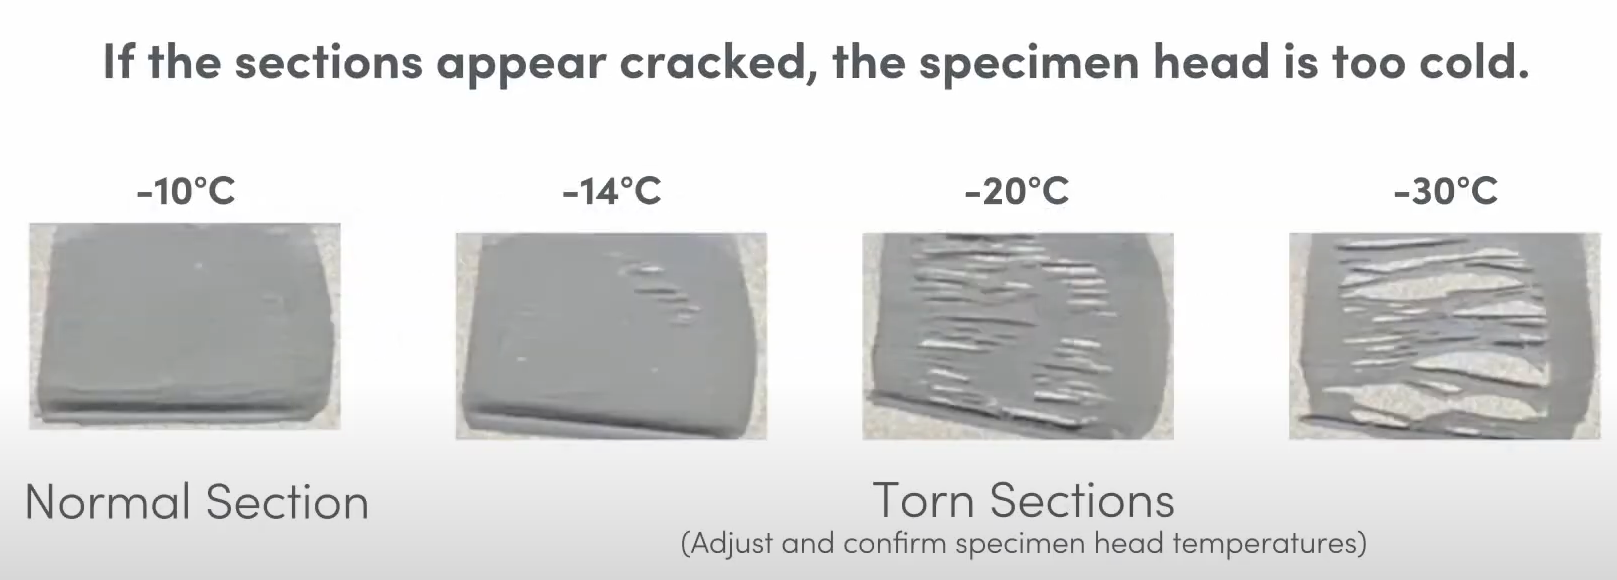 If the sections appear cracked, the specimen head is too cold.
-10°C
-14°C
-20°C
-30°C
Normal Section
Torn Sections
(Adjust and confirm specimen head temperatures)